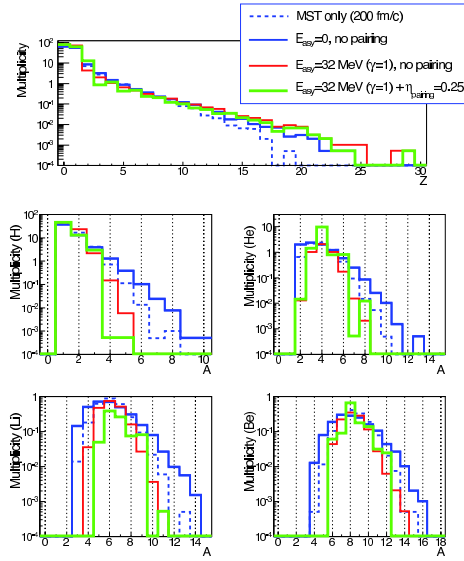 MST only (200 fm/c)
E_asy=0, no pairing
E_asy=32 MeV (γ=1), no pairing
E_asy=32 MeV (γ=1) + η_pairing=0.25
Multiplicity
10^2
10
1
10^-1
10^-2
10^-3
10^-4
0 5 10 15 20 25 30
Z
Multiplicity (H)
10^2
10
1
10^-1
10^-2
10^-3
10^-4
0 2 4 6 8 10
A
Multiplicity (He)
10
1
10^-1
10^-2
10^-3
10^-4
0 2 4 6 8 10 12 14
A
Multiplicity (Li)
1
10^-1
10^-2
10^-3
10^-4
0 2 4 6 8 10 12 14
A
Multiplicity (Be)
1
10^-1
10^-2
10^-3
10^-4
0 2 4 6 8 10 12 14 16 18
A